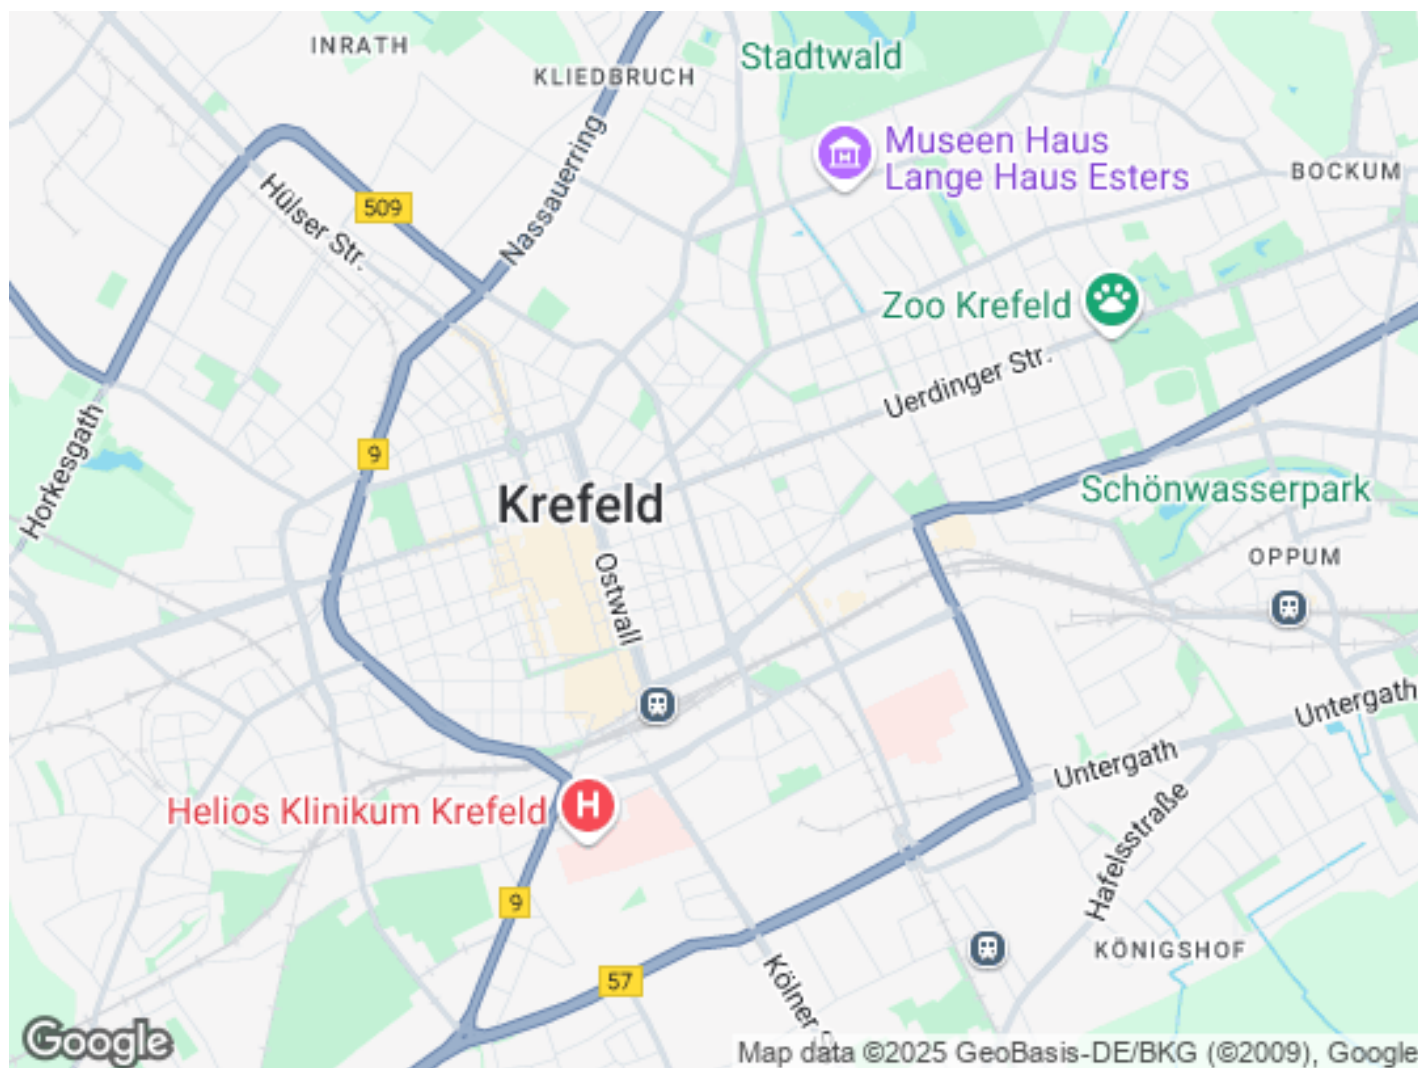 INRATH
KLIEDBRUCH
Stadtwald
Museen Haus
Lange Haus Esters
BOCKUM
Hülser Str.
509
Nassauerring
Zoo Krefeld
Uerdinger Str.
Horkesgath
9
Krefeld
Schönwasserpark
Ostwall
OPPUM
Untergath
Untergath
Helios Klinikum Krefeld
H
Hafelsstraße
9
KÖNIGSHOF
57
Kölner
Google
Map data ©2025 GeoBasis-DE/BKG (©2009), Google